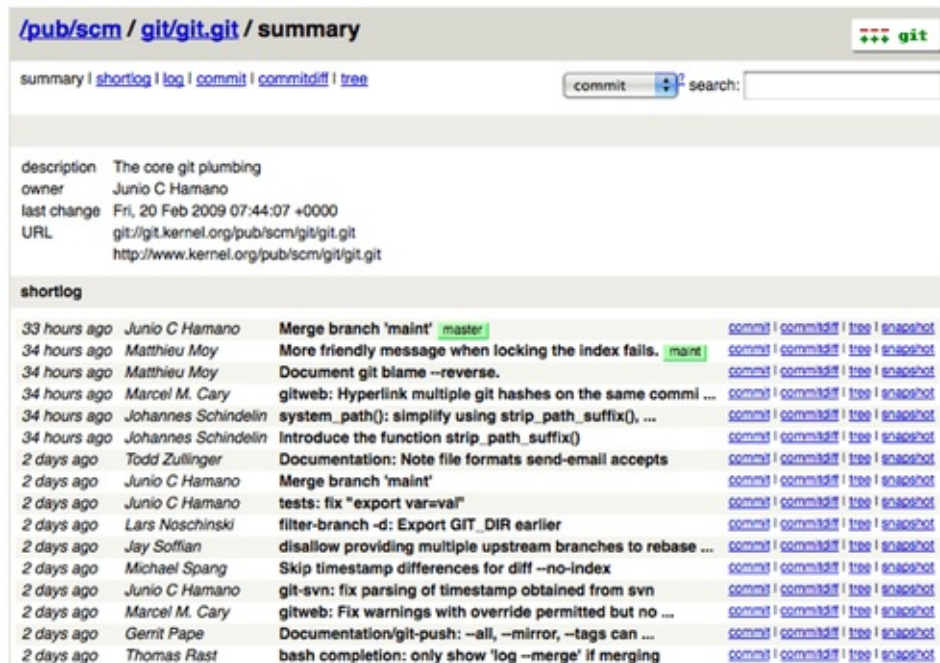 /pub/scm / git/git.git / summary
git
summary | shortlog | log | commit | commitdiff | tree
commit ? search:
description The core git plumbing
owner Junio C Hamano
last change Fri, 20 Feb 2009 07:44:07 +0000
URL git://git.kernel.org/pub/scm/git/git.git
http://www.kernel.org/pub/scm/git/git.git
shortlog
33 hours ago Junio C Hamano Merge branch 'maint' master commit | commitdiff | tree | snapshot
34 hours ago Matthieu Moy More friendly message when locking the index fails. maint commit | commitdiff | tree | snapshot
34 hours ago Matthieu Moy Document git blame --reverse. commit | commitdiff | tree | snapshot
34 hours ago Marcel M. Cary gitweb: Hyperlink multiple git hashes on the same commi ... commit | commitdiff | tree | snapshot
34 hours ago Johannes Schindelin system_path(): simplify using strip_path_suffix(), ... commit | commitdiff | tree | snapshot
34 hours ago Johannes Schindelin Introduce the function strip_path_suffix() commit | commitdiff | tree | snapshot
2 days ago Todd Zullinger Documentation: Note file formats send-email accepts commit | commitdiff | tree | snapshot
2 days ago Junio C Hamano Merge branch 'maint' commit | commitdiff | tree | snapshot
2 days ago Junio C Hamano tests: fix "export var=val" commit | commitdiff | tree | snapshot
2 days ago Lars Noschinski filter-branch -d: Export GIT_DIR earlier commit | commitdiff | tree | snapshot
2 days ago Jay Soffian disallow providing multiple upstream branches to rebase ... commit | commitdiff | tree | snapshot
2 days ago Michael Spang Skip timestamp differences for diff --no-index commit | commitdiff | tree | snapshot
2 days ago Junio C Hamano git-svn: fix parsing of timestamp obtained from svn commit | commitdiff | tree | snapshot
2 days ago Marcel M. Cary gitweb: Fix warnings with override permitted but no ... commit | commitdiff | tree | snapshot
2 days ago Gerrit Pape Documentation/git-push: --all, --mirror, --tags can ... commit | commitdiff | tree | snapshot
2 days ago Thomas Rast bash completion: only show 'log --merge' if merging commit | commitdiff | tree | snapshot